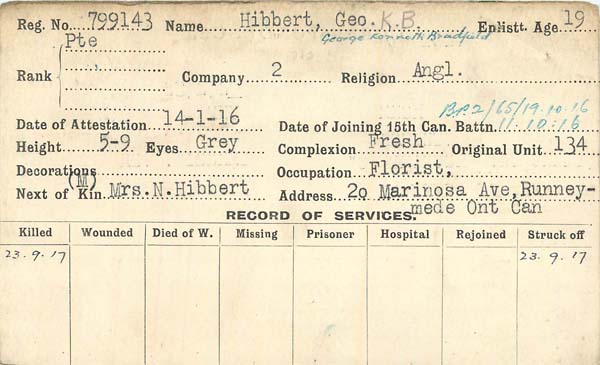 Reg. No. 799143 Name Hibbert, Geo. K.B. Enlistt. Age 19
George Kenneth Bradfield
Pte
Rank Company 2 Religion Angl.
B.P.2/65/19.10.16
Date of Attestation 14-1-16 Date of Joining 15th Can. Battn. 11.10.16
Height 5-9 Eyes Grey Complexion Fresh Original Unit 134
Decorations Occupation Florist,
Next of Kin (M) Mrs. N. Hibbert Address 20 Marinosa Ave, Runney-
mede Ont Can
RECORD OF SERVICES.
Killed Wounded Died of W. Missing Prisoner Hospital Rejoined Struck off
23.9.17 23.9.17